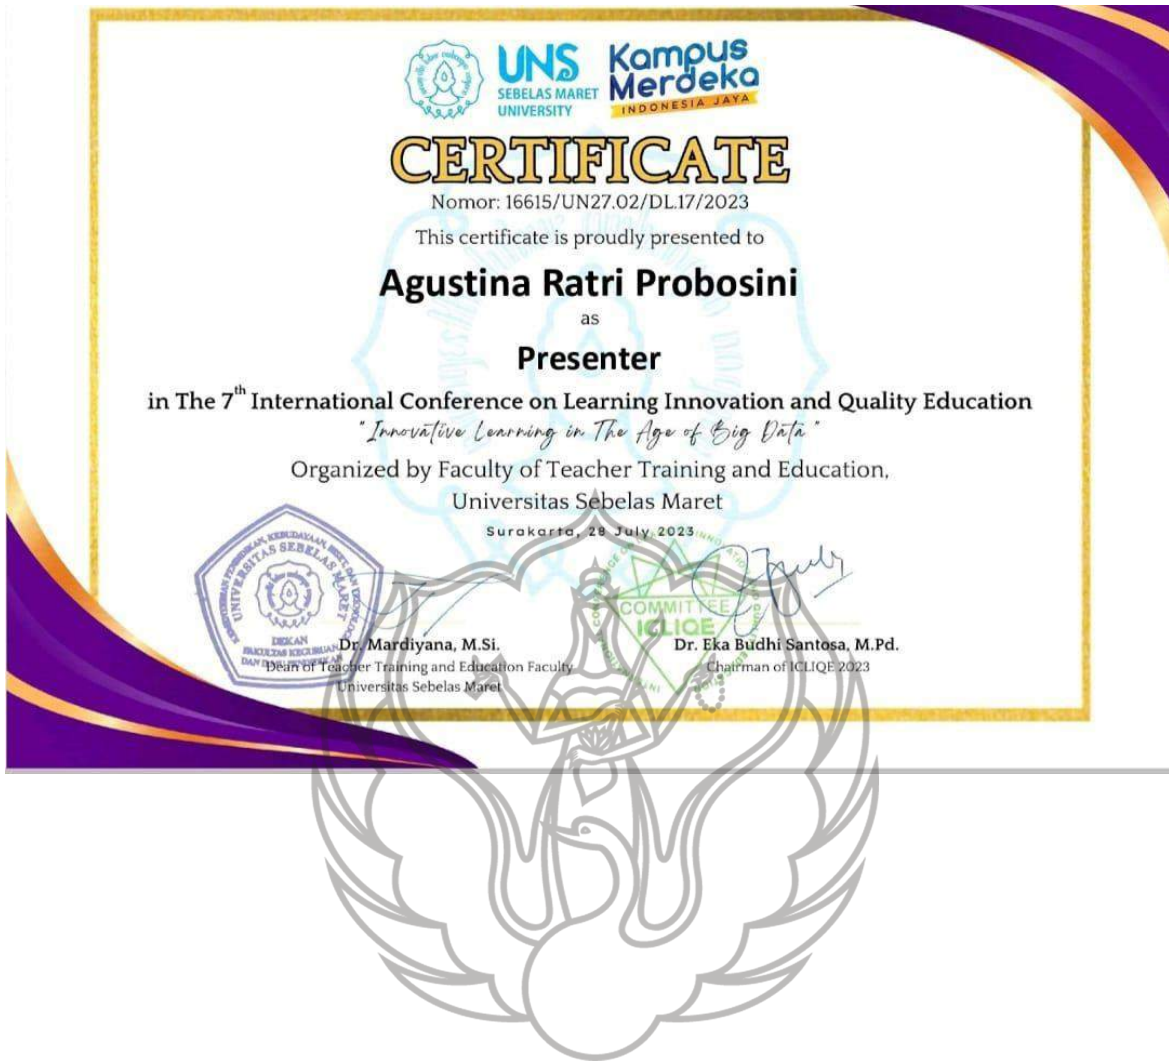 UNS
SEBELAS MARET
UNIVERSITY
Kampus
Merdeka
INDONESIA JAYA
CERTIFICATE
Nomor: 16615/UN27.02/DL.17/2023
This certificate is proudly presented to
Agustina Ratri Probosini
as
Presenter
in The 7th International Conference on Learning Innovation and Quality Education
"Innovative Learning in The Age of Big Data"
Organized by Faculty of Teacher Training and Education,
Universitas Sebelas Maret
Surakarta, 28 July 2023
UNIVERSITAS SEBELAS MARET
DEKAN
FAKULTAS KEGURUAN
COMMITTEE
ICLIQE
Dr. Mardiyana, M.Si.
Dean of Teacher Training and Education Faculty
Universitas Sebelas Maret
Dr. Eka Budhi Santosa, M.Pd.
Chairman of ICLIQE 2023